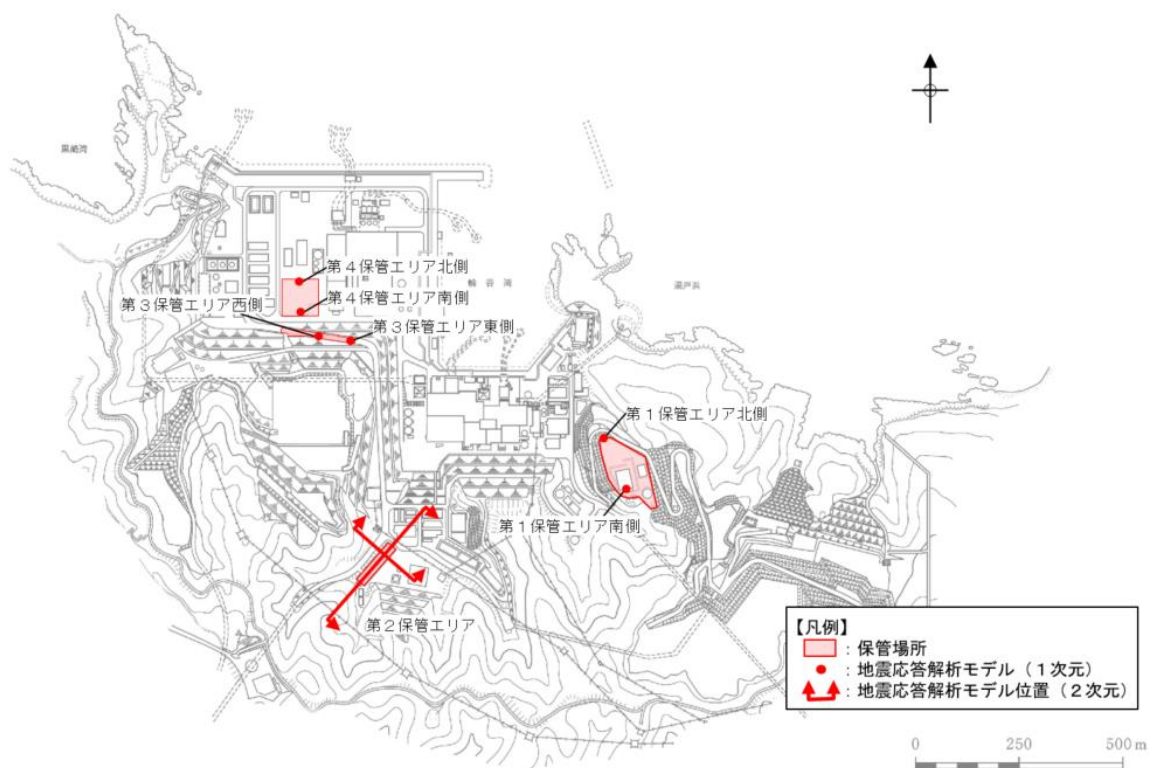 黒崎湾
第４保管エリア北側
輪谷湾
湯戸浜
第４保管エリア南側
第３保管エリア西側
第３保管エリア東側
第１保管エリア北側
第１保管エリア南側
第２保管エリア
【凡例】
：保管場所
：地震応答解析モデル（１次元）
：地震応答解析モデル位置（２次元）
0 250 500m